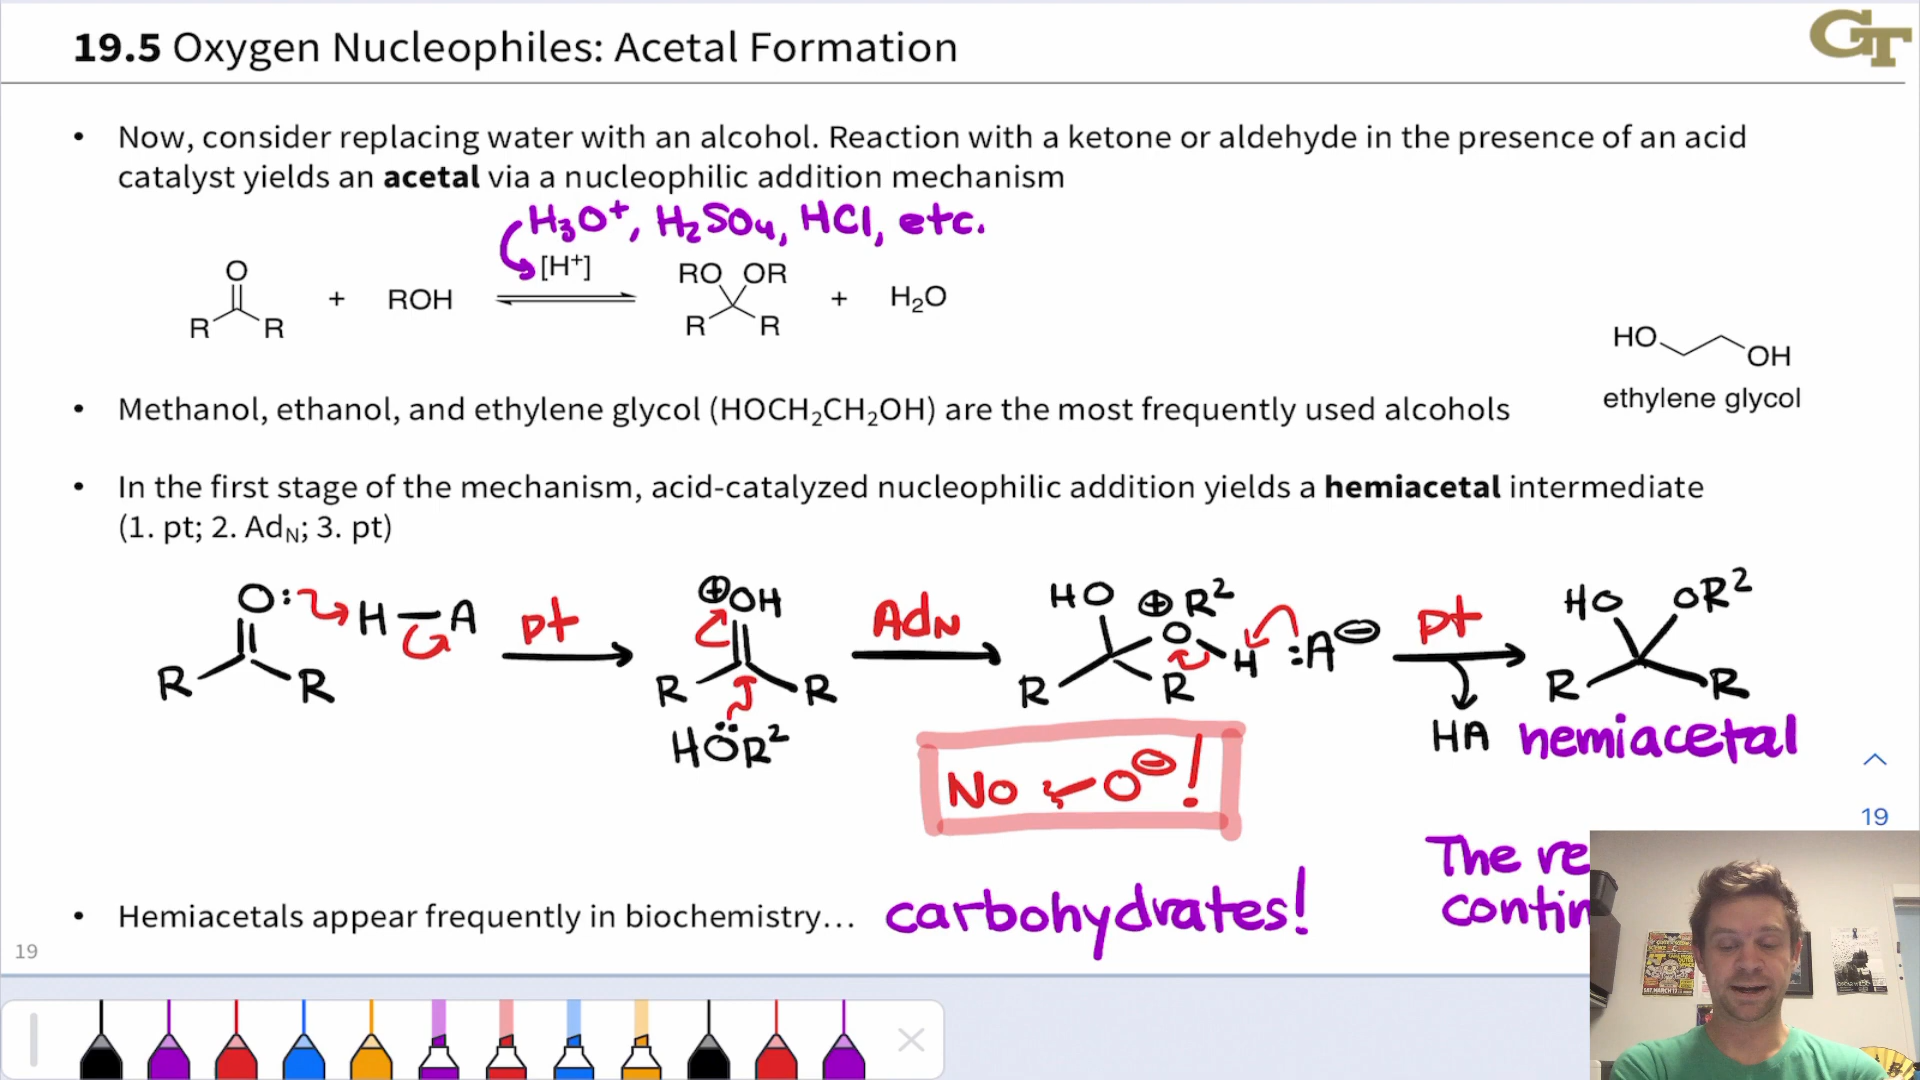 19.5 Oxygen Nucleophiles: Acetal Formation
GT
• Now, consider replacing water with an alcohol. Reaction with a ketone or aldehyde in the presence of an acid
catalyst yields an acetal via a nucleophilic addition mechanism
H₃O⁺, H₂SO₄, HCl, etc.
[H⁺]
O
R R
+ ROH
RO OR
R R
+ H₂O
HO
OH
ethylene glycol
• Methanol, ethanol, and ethylene glycol (HOCH₂CH₂OH) are the most frequently used alcohols
• In the first stage of the mechanism, acid-catalyzed nucleophilic addition yields a hemiacetal intermediate
(1. pt; 2. Adₙ; 3. pt)
O: H–A
R R
pt
⊕OH
R R
HÖR²
AdN
HO ⊕ R²
O H :A⊖
R R
pt
HA
HO OR²
R R
hemiacetal
No O⊖!
19
The re
contin
• Hemiacetals appear frequently in biochemistry… carbohydrates!
19